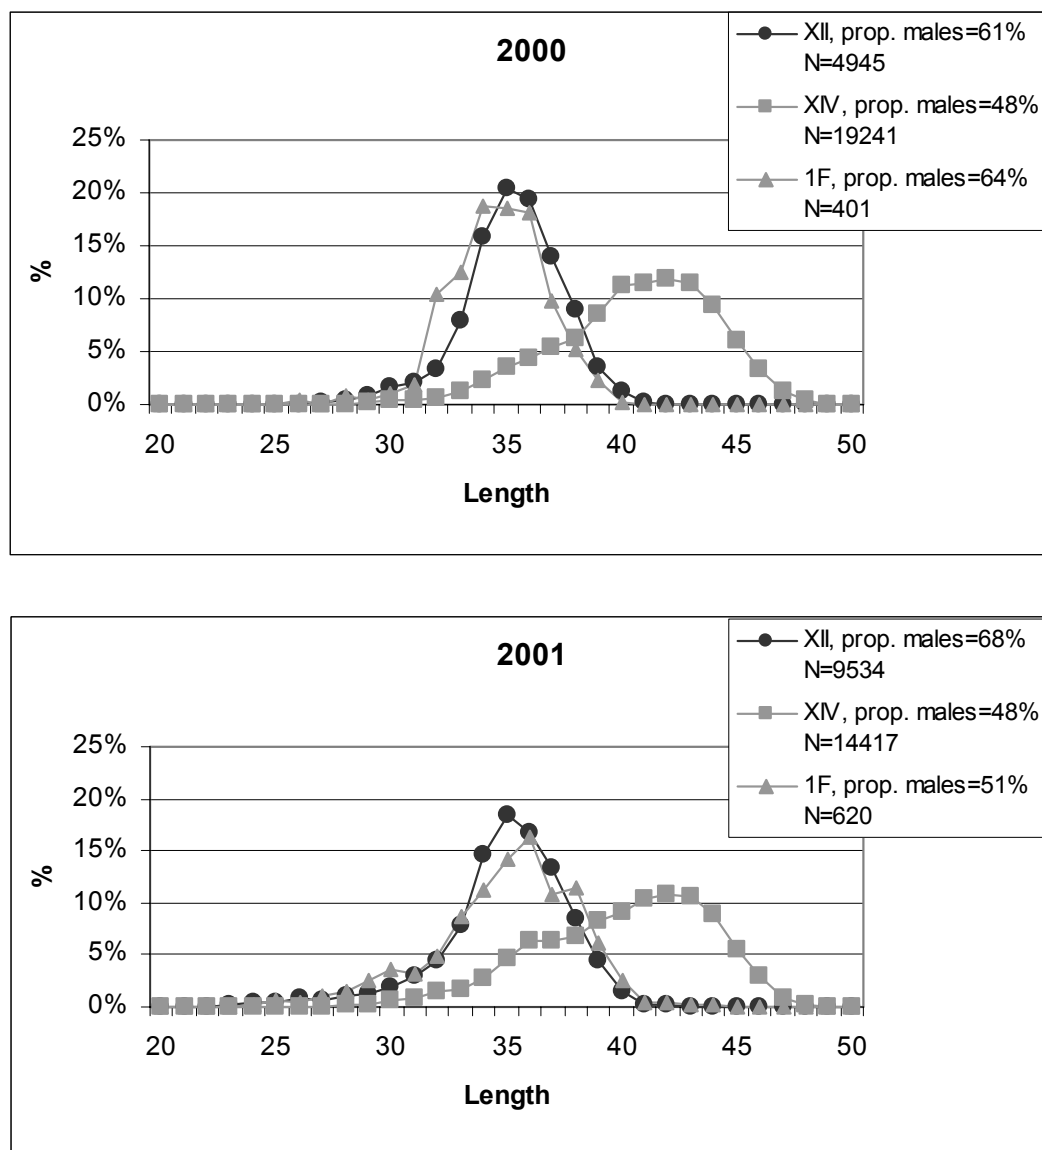 2000
XII, prop. males=61%
N=4945
XIV, prop. males=48%
N=19241
1F, prop. males=64%
N=401
25%
20%
15%
10%
5%
0%
%
20 25 30 35 40 45 50
Length
2001
XII, prop. males=68%
N=9534
XIV, prop. males=48%
N=14417
1F, prop. males=51%
N=620
25%
20%
15%
10%
5%
0%
%
20 25 30 35 40 45 50
Length